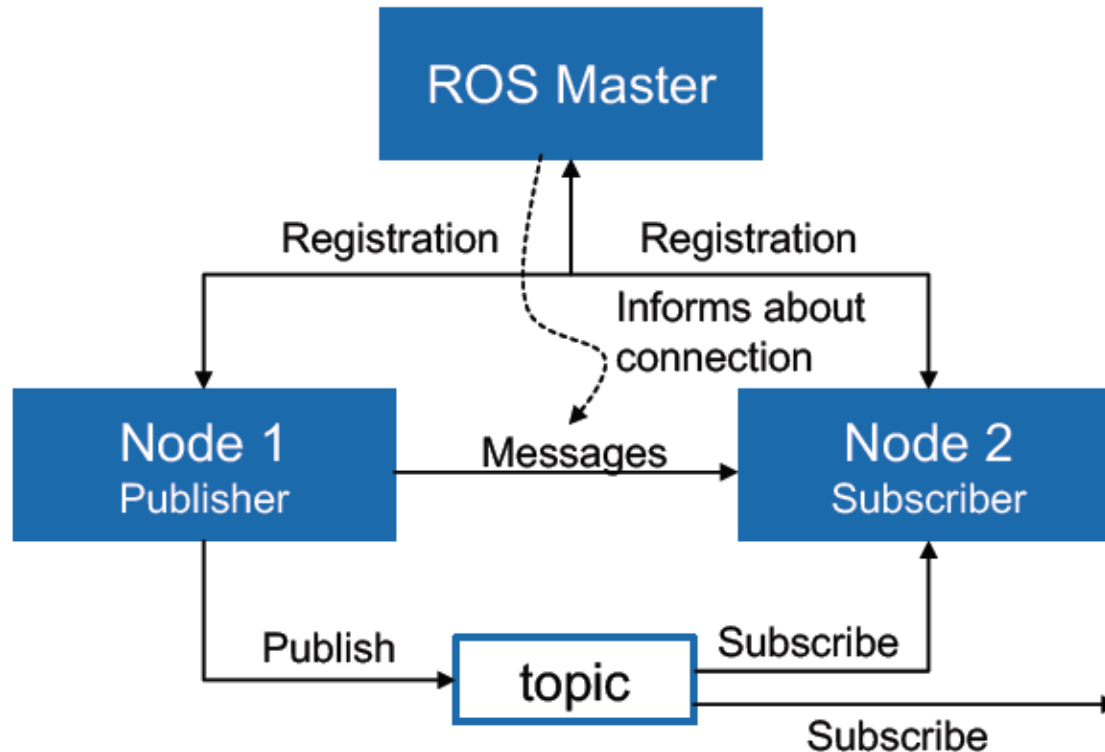 ROS Master
Registration
Registration
Informs about
connection
Node 1
Publisher
Messages
Node 2
Subscriber
Publish
topic
Subscribe
Subscribe